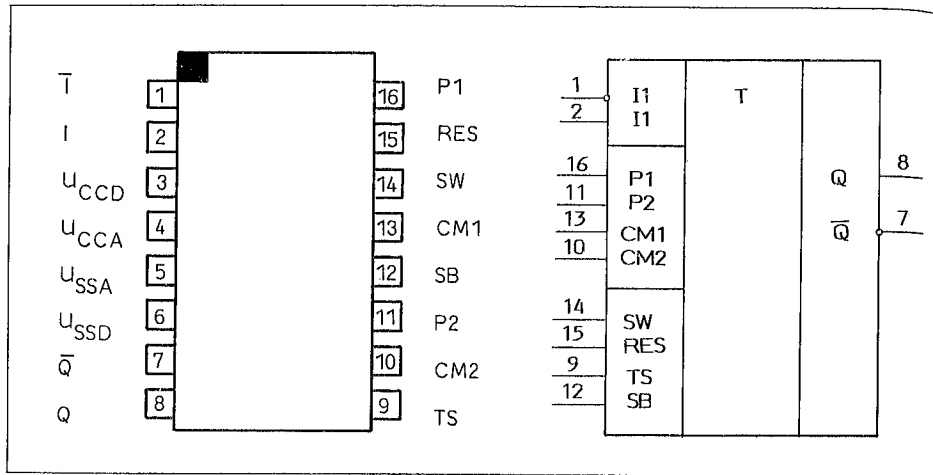 I̅ 1 16 P1
I 2 15 RES
U_CCD 3 14 SW
U_CCA 4 13 CM1
U_SSA 5 12 SB
U_SSD 6 11 P2
Q̅ 7 10 CM2
Q 8 9 TS
1 I1 T
2 I1
16 P1 Q 8
11 P2
13 CM1 Q̅ 7
10 CM2
14 SW
15 RES
9 TS
12 SB